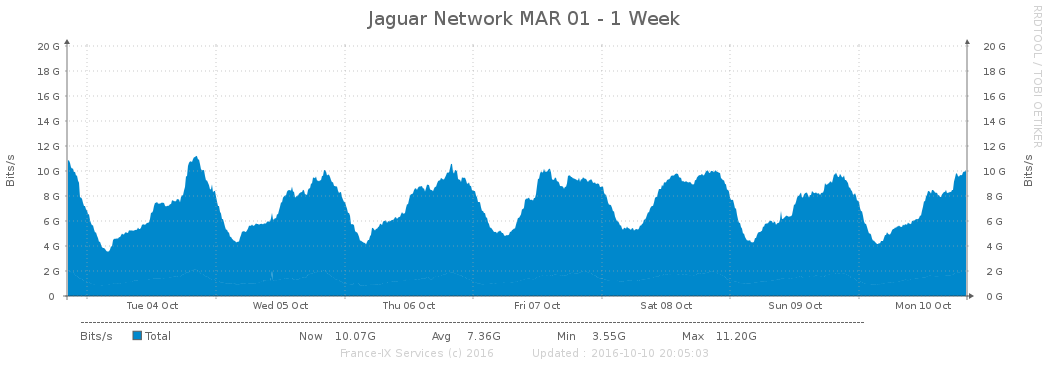 Jaguar Network MAR 01 - 1 Week
RRDTOOL / TOBI OETIKER
Bits/s
Bits/s
20 G 20 G
18 G 18 G
16 G 16 G
14 G 14 G
12 G 12 G
10 G 10 G
8 G 8 G
6 G 6 G
4 G 4 G
2 G 2 G
0 0 G
Tue 04 Oct Wed 05 Oct Thu 06 Oct Fri 07 Oct Sat 08 Oct Sun 09 Oct Mon 10 Oct
Bits/s Total Now 10.07G Avg 7.36G Min 3.55G Max 11.20G
France-IX Services (c) 2016 Updated : 2016-10-10 20:05:03